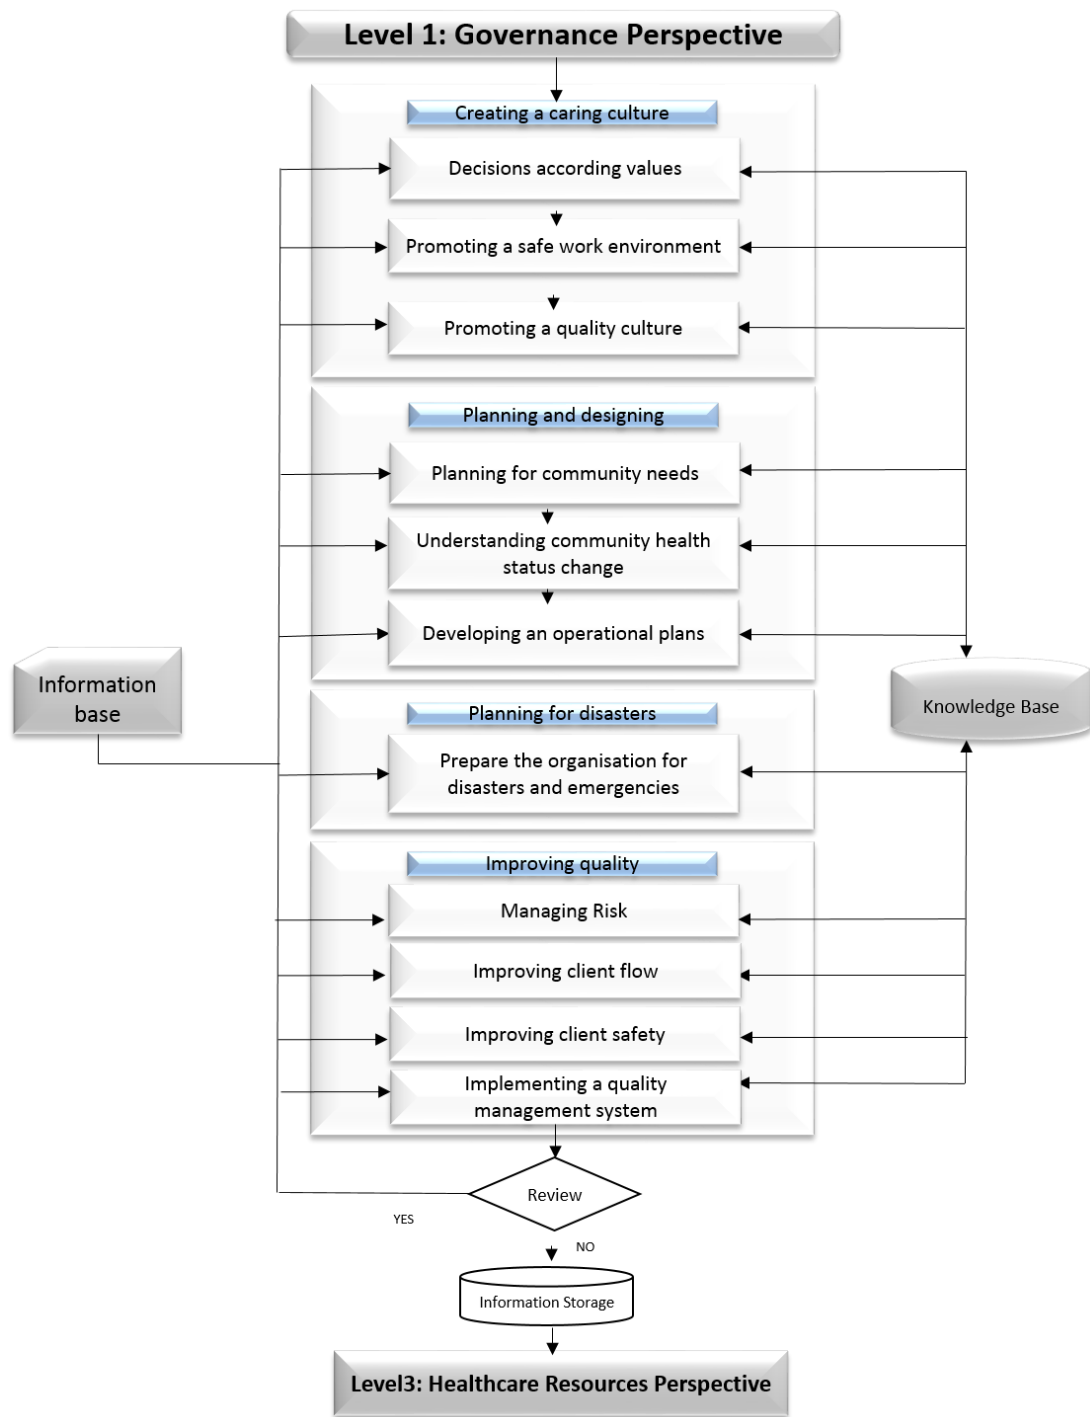 Level 1: Governance Perspective
Creating a caring culture
Decisions according values
Promoting a safe work environment
Promoting a quality culture
Planning and designing
Planning for community needs
Understanding community health
status change
Developing an operational plans
Information
base
Knowledge Base
Planning for disasters
Prepare the organisation for
disasters and emergencies
Improving quality
Managing Risk
Improving client flow
Improving client safety
Implementing a quality
management system
Review
YES
NO
Information Storage
Level3: Healthcare Resources Perspective